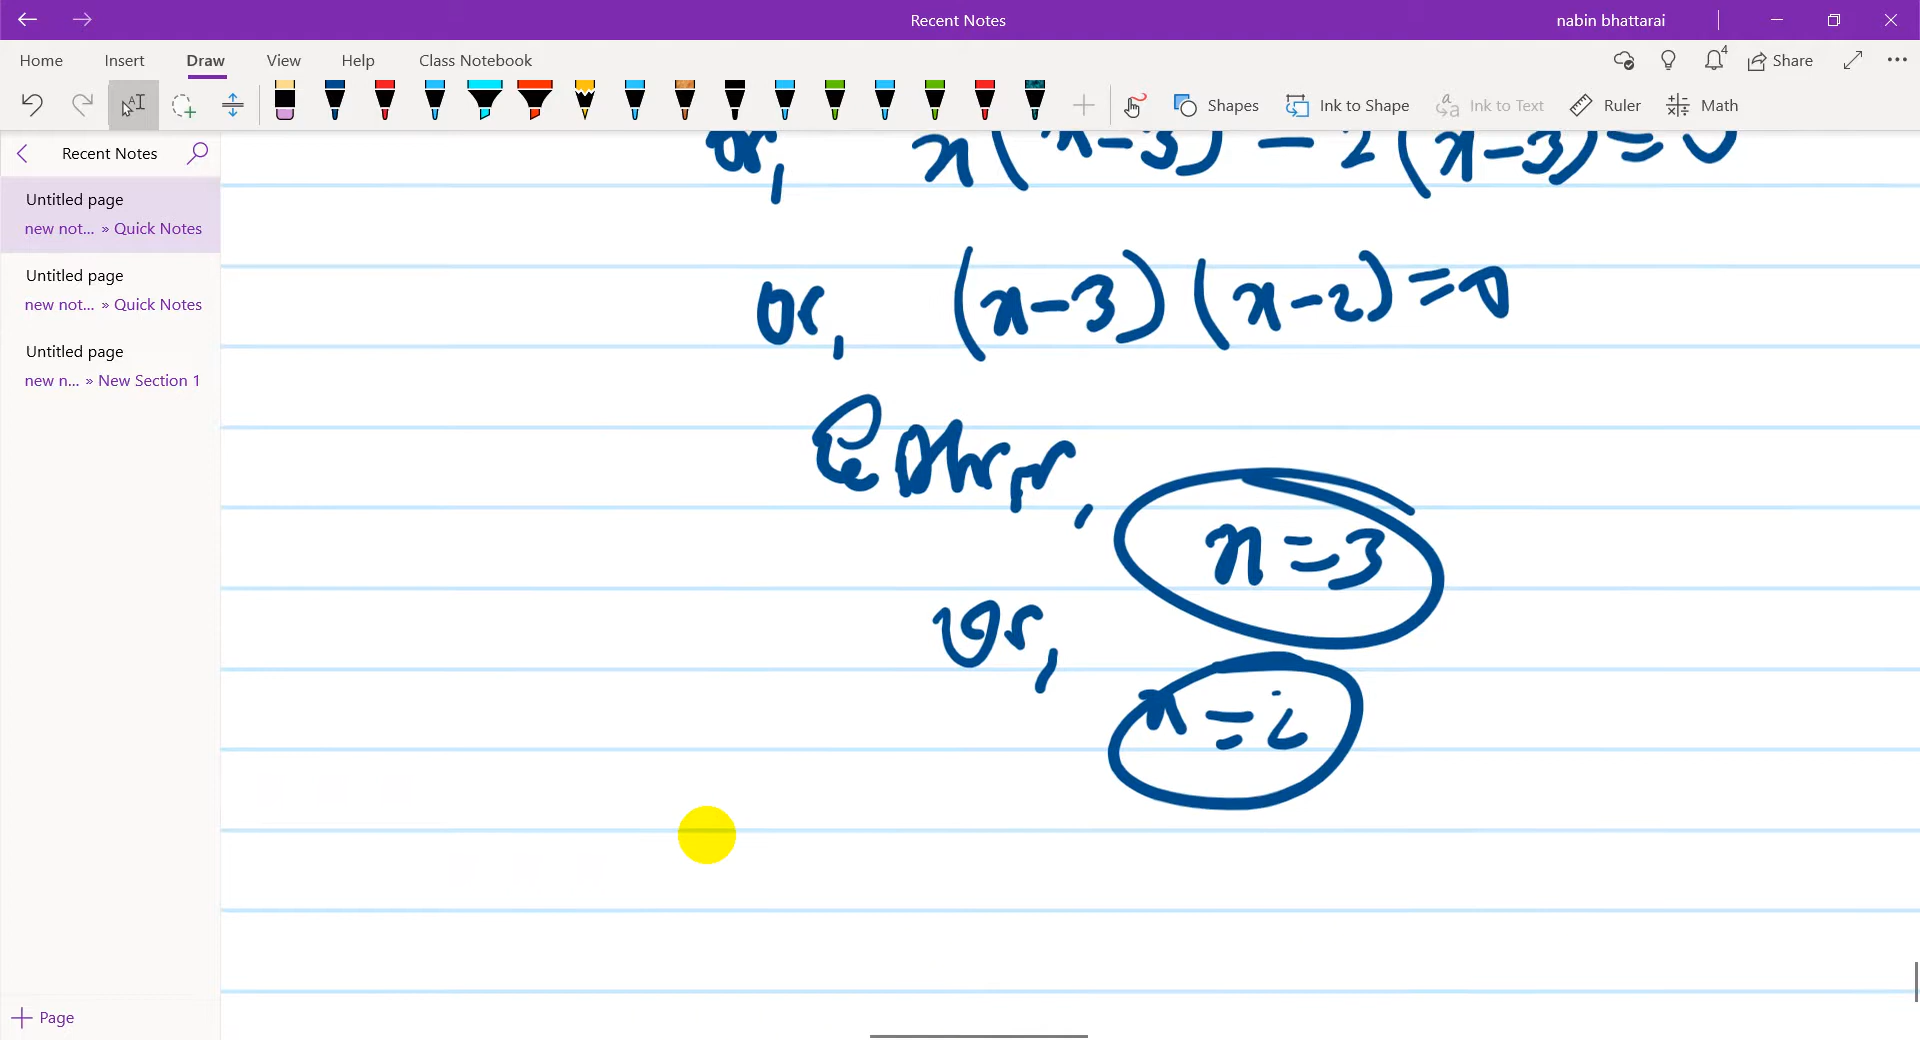 Recent Notes
nabin bhattarai
Home Insert Draw View Help Class Notebook
4
Share
Shapes
Ink to Shape
Ink to Text
Ruler
Math
Recent Notes
Untitled page
new not... » Quick Notes
Untitled page
new not... » Quick Notes
Untitled page
new n... » New Section 1
or, x(x-3) - 2(x-3)=0
or, (x-3)(x-2)=0
Either,
x=3
or,
x=2
Page